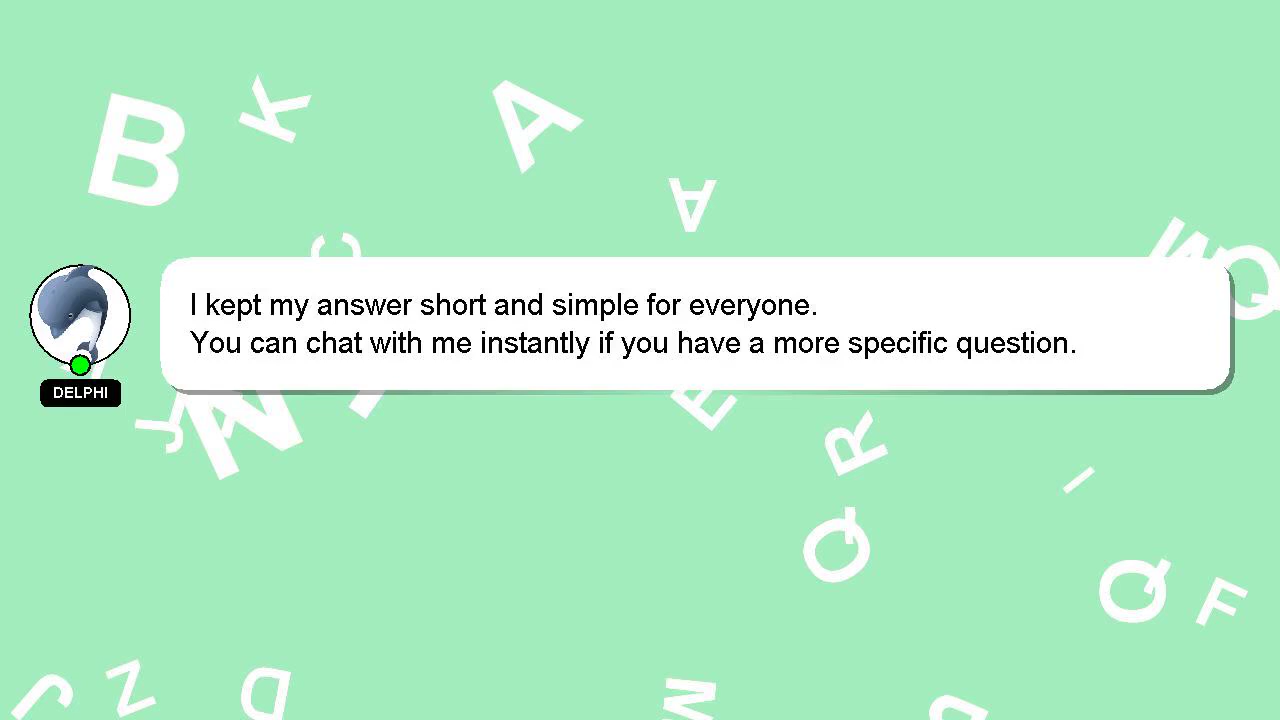 B
K
A
A
C
M
Q
I kept my answer short and simple for everyone.
You can chat with me instantly if you have a more specific question.
DELPHI
J
A
N
E
R
I
Q
Q
F
J
Z
D
M